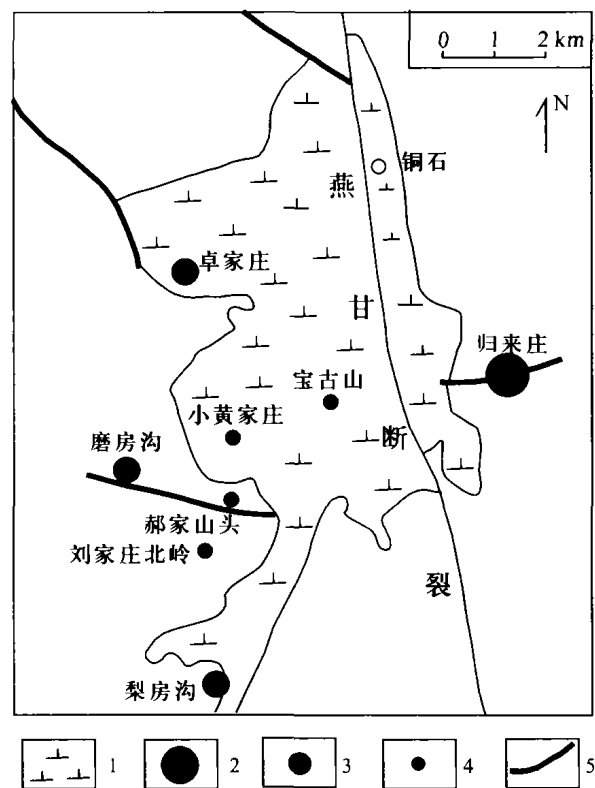 0 1 2 km
N
铜石
燕
卓家庄
甘
归来庄
宝古山
小黄家庄
断
磨房沟
郝家山头
刘家庄北岭
裂
梨房沟
1 2 3 4 5